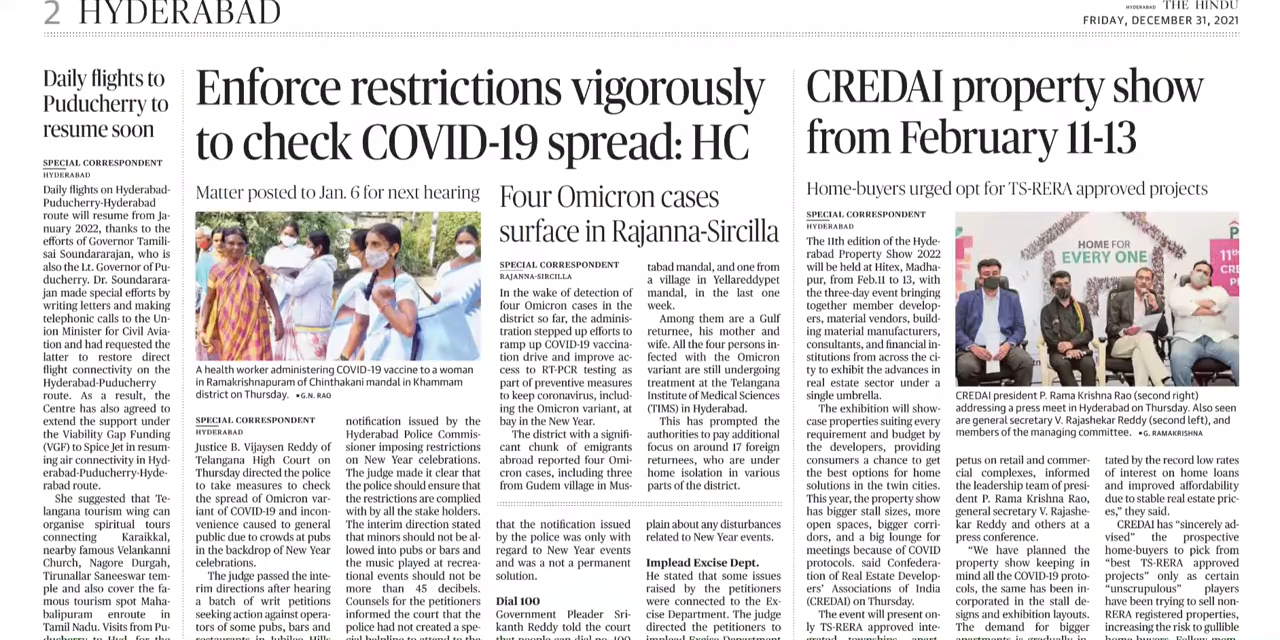 2 HYDERABAD
HYDERABAD THE HINDU
FRIDAY, DECEMBER 31, 2021
Daily flights to
Puducherry to
resume soon
SPECIAL CORRESPONDENT
HYDERABAD
Daily flights on Hyderabad-
Puducherry-Hyderabad
route will resume from Ja-
nuary 2022, thanks to the
efforts of Governor Tamili-
sai Soundararajan, who is
also the Lt. Governor of Pu-
ducherry. Dr. Soundarara-
jan made special efforts by
writing letters and making
telephonic calls to the Un-
ion Minister for Civil Avia-
tion and had requested the
latter to restore direct
flight connectivity on the
Hyderabad-Puducherry
route. As a result, the
Centre has also agreed to
extend the support under
the Viability Gap Funding
(VGF) to Spice Jet in resum-
ing air connectivity in Hyd-
erabad-Puducherry-Hyde-
rabad route.
She suggested that Te-
langana tourism wing can
organise spiritual tours
connecting Karaikkal,
nearby famous Velankanni
Church, Nagore Durgah,
Tirunallar Saneeswar tem-
ple and also cover the fa-
mous tourism spot Maha-
balipuram enroute in
Tamil Nadu. Visits from Pu-
ducherry to Hyd. for the
Enforce restrictions vigorously
to check COVID-19 spread: HC
Matter posted to Jan. 6 for next hearing
A health worker administering COVID-19 vaccine to a woman
in Ramakrishnapuram of Chinthakani mandal in Khammam
district on Thursday. •G.N. RAO
SPECIAL CORRESPONDENT
HYDERABAD
Justice B. Vijaysen Reddy of
Telangana High Court on
Thursday directed the police
to take measures to check
the spread of Omicron var-
iant of COVID-19 and incon-
venience caused to general
public due to crowds at pubs
in the backdrop of New Year
celebrations.
The judge passed the inte-
rim directions after hearing
a batch of writ petitions
seeking action against opera-
tors of some pubs, bars and
restaurants in Jubilee Hills
notification issued by the
Hyderabad Police Commis-
sioner imposing restrictions
on New Year celebrations.
The judge made it clear that
the police should ensure that
the restrictions are complied
with by all the stake holders.
The interim direction stated
that minors should not be al-
lowed into pubs or bars and
the music played at recrea-
tional events should not be
more than 45 decibels.
Counsels for the petitioners
informed the court that the
police had not created a spe-
cial helpline to attend to the
Four Omicron cases
surface in Rajanna-Sircilla
SPECIAL CORRESPONDENT
RAJANNA-SIRCILLA
In the wake of detection of
four Omicron cases in the
district so far, the adminis-
tration stepped up efforts to
ramp up COVID-19 vaccina-
tion drive and improve ac-
cess to RT-PCR testing as
part of preventive measures
to keep coronavirus, includ-
ing the Omicron variant, at
bay in the New Year.
The district with a signifi-
cant chunk of emigrants
abroad reported four Omi-
cron cases, including three
from Gudem village in Mus-
tabad mandal, and one from
a village in Yellareddypet
mandal, in the last one
week.
Among them are a Gulf
returnee, his mother and
wife. All the four persons in-
fected with the Omicron
variant are still undergoing
treatment at the Telangana
Institute of Medical Sciences
(TIMS) in Hyderabad.
This has prompted the
authorities to pay additional
focus on around 17 foreign
returnees, who are under
home isolation in various
parts of the district.
that the notification issued
by the police was only with
regard to New Year events
and was a not a permanent
solution.
Dial 100
Government Pleader Sri-
kanth Reddy told the court
that people can dial no. 100
plain about any disturbances
related to New Year events.
Implead Excise Dept.
He stated that some issues
raised by the petitioners
were connected to the Ex-
cise Department. The judge
directed the petitioners to
implead Excise Department
CREDAI property show
from February 11-13
Home-buyers urged opt for TS-RERA approved projects
SPECIAL CORRESPONDENT
HYDERABAD
The 11th edition of the Hyde-
rabad Property Show 2022
will be held at Hitex, Madha-
pur, from Feb.11 to 13, with
the three-day event bringing
together member develop-
ers, material vendors, build-
ing material manufacturers,
consultants, and financial in-
stitutions from across the ci-
ty to exhibit the advances in
real estate sector under a
single umbrella.
The exhibition will show-
case properties suiting every
requirement and budget by
the developers, providing
consumers a chance to get
the best options for home
solutions in the twin cities.
This year, the property show
has bigger stall sizes, more
open spaces, bigger corri-
dors, and a big lounge for
meetings because of COVID
protocols. said Confedera-
tion of Real Estate Develop-
ers' Associations of India
(CREDAI) on Thursday.
The event will present on-
ly TS-RERA approved inte-
grated townships, apart-
HOME FOR
EVERY ONE
11th
CRE
P
CREDAI president P. Rama Krishna Rao (second right)
addressing a press meet in Hyderabad on Thursday. Also seen
are general secretary V. Rajashekar Reddy (second left), and
members of the managing committee. •G. RAMAKRISHNA
petus on retail and commer-
cial complexes, informed
the leadership team of presi-
dent P. Rama Krishna Rao,
general secretary V. Rajashe-
kar Reddy and others at a
press conference.
"We have planned the
property show keeping in
mind all the COVID-19 proto-
cols, the same has been in-
corporated in the stall de-
signs and exhibition layouts.
The demand for bigger
apartments is gradually in-
tated by the record low rates
of interest on home loans
and improved affordability
due to stable real estate pric-
es," they said.
CREDAI has "sincerely ad-
vised" the prospective
home-buyers to pick from
"best TS-RERA approved
projects" only as certain
"unscrupulous" players
have been trying to sell non-
RERA registered properties,
increasing the risk to gullible